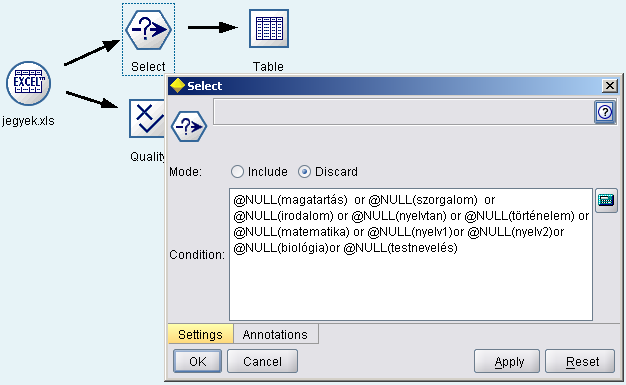 Select
Table
EXCEL
jegyek.xls
Quality
Select
Mode:
Include
Discard
Condition:
@NULL(magatartás) or @NULL(szorgalom) or
@NULL(irodalom) or @NULL(nyelvtan) or @NULL(történelem) or
@NULL(matematika) or @NULL(nyelv1)or @NULL(nyelv2)or
@NULL(biológia)or @NULL(testnevelés)
Settings
Annotations
OK
Cancel
Apply
Reset